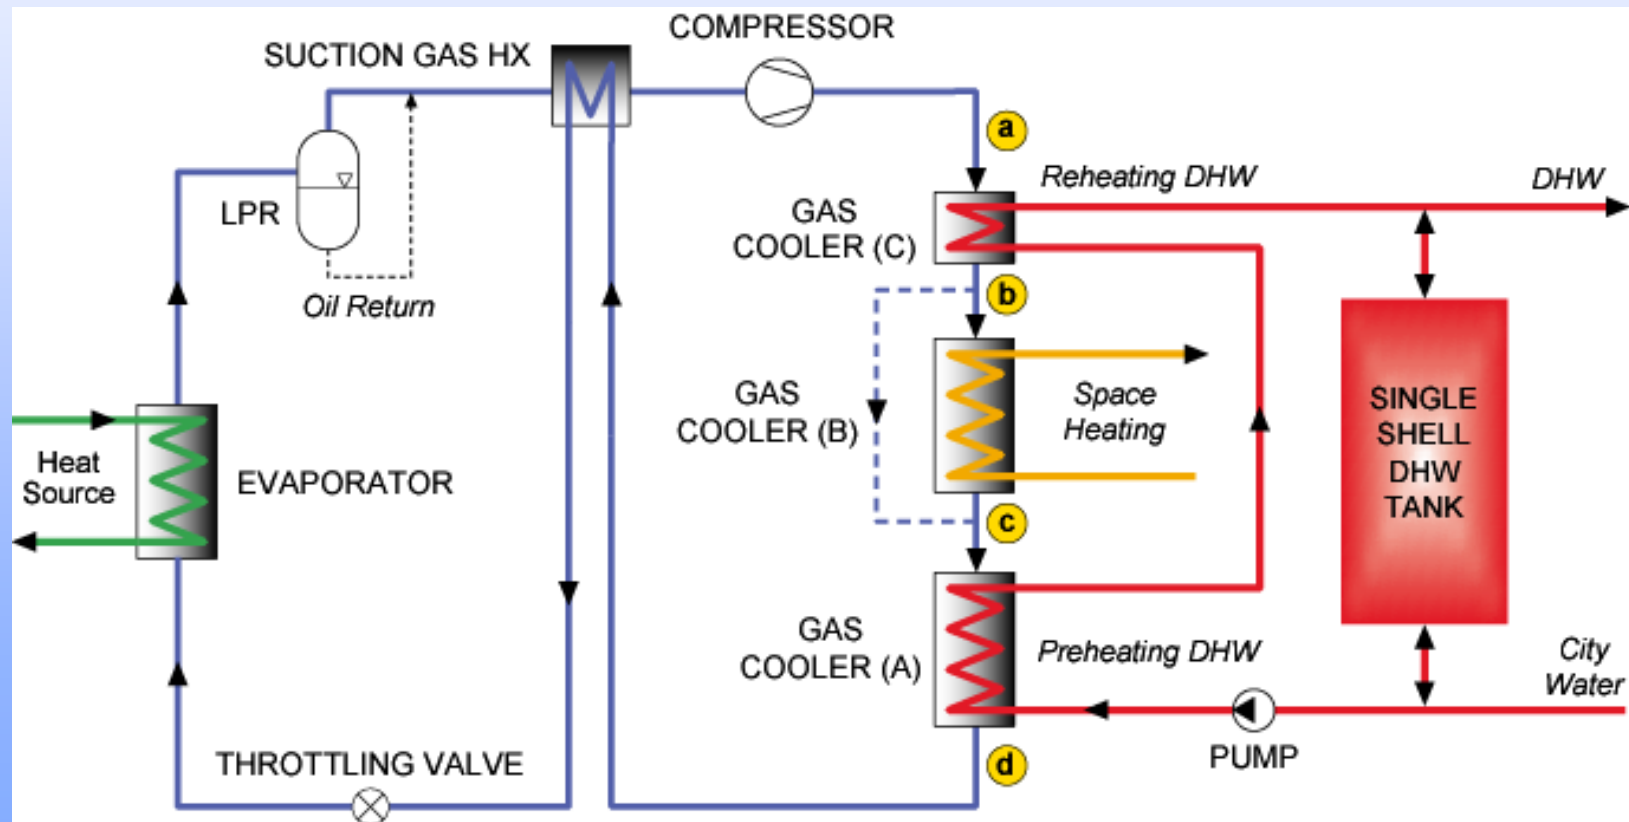 COMPRESSOR
SUCTION GAS HX
a
Reheating DHW
DHW
LPR
GAS
COOLER (C)
b
Oil Return
GAS
COOLER (B)
Space
Heating
SINGLE
SHELL
DHW
TANK
Heat
Source
EVAPORATOR
c
GAS
COOLER (A)
Preheating DHW
City
Water
THROTTLING VALVE
d
PUMP